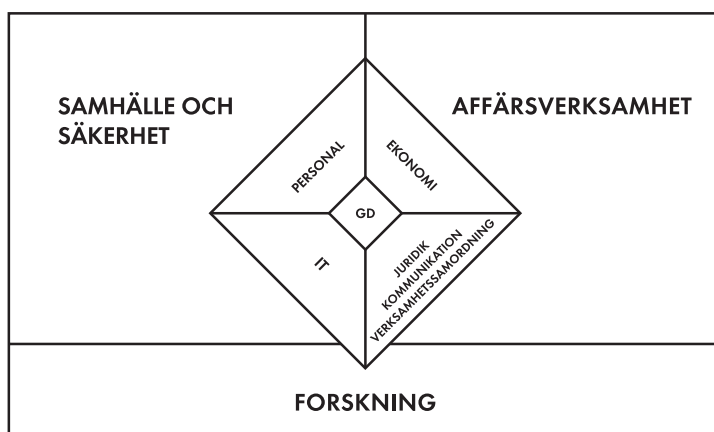 SAMHÄLLE OCH
SÄKERHET
AFFÄRSVERKSAMHET
PERSONAL
EKONOMI
GD
IT
JURIDIK
KOMMUNIKATION
VERKSAMHETSSAMORDNING
FORSKNING